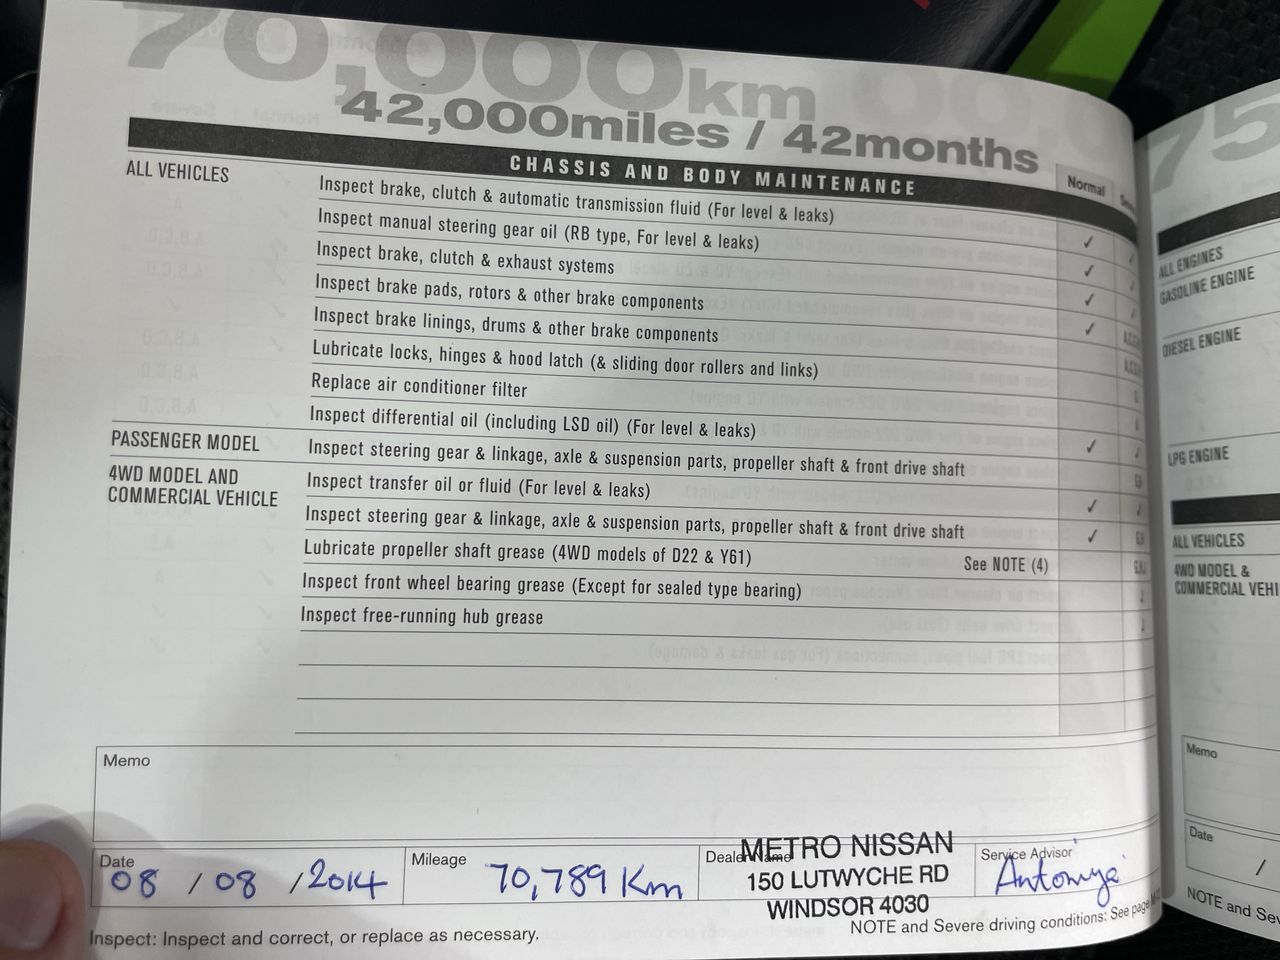 70,000km
42,000miles / 42months
CHASSIS AND BODY MAINTENANCE
Normal
ALL VEHICLES
Inspect brake, clutch & automatic transmission fluid (For level & leaks) ✓
Inspect manual steering gear oil (RB type, For level & leaks) ✓
Inspect brake, clutch & exhaust systems ✓
Inspect brake pads, rotors & other brake components ✓
Inspect brake linings, drums & other brake components
Lubricate locks, hinges & hood latch (& sliding door rollers and links)
Replace air conditioner filter
Inspect differential oil (including LSD oil) (For level & leaks) ✓
PASSENGER MODEL
Inspect steering gear & linkage, axle & suspension parts, propeller shaft & front drive shaft
4WD MODEL AND
COMMERCIAL VEHICLE
Inspect transfer oil or fluid (For level & leaks) ✓
Inspect steering gear & linkage, axle & suspension parts, propeller shaft & front drive shaft ✓
Lubricate propeller shaft grease (4WD models of D22 & Y61) See NOTE (4)
Inspect front wheel bearing grease (Except for sealed type bearing)
Inspect free-running hub grease
Memo
Date
08 / 08 / 2014
Mileage
70,789 Km
Dealer Name
METRO NISSAN
150 LUTWYCHE RD
WINDSOR 4030
Service Advisor
Inspect: Inspect and correct, or replace as necessary.
NOTE and Severe driving conditions: See page
75
ALL ENGINES
GASOLINE ENGINE
DIESEL ENGINE
LPG ENGINE
ALL VEHICLES
4WD MODEL &
COMMERCIAL VEHI
Memo
Date
/
NOTE and Sev